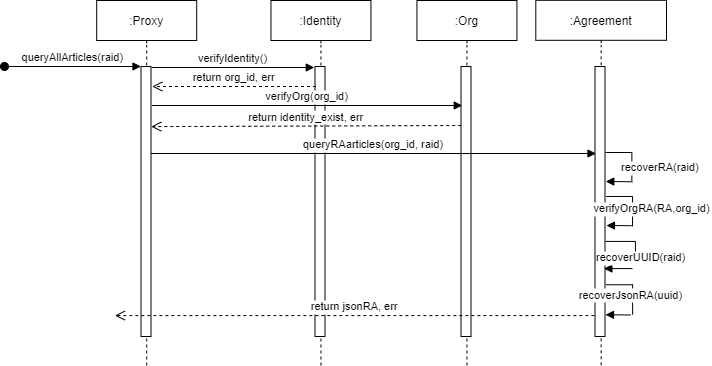 :Proxy
:Identity
:Org
:Agreement
queryAllArticles(raid)
verifyIdentity()
return org_id, err
verifyOrg(org_id)
return identity_exist, err
queryRAarticles(org_id, raid)
recoverRA(raid)
verifyOrgRA(RA,org_id)
recoverUUID(raid)
recoverJsonRA(uuid)
return jsonRA, err